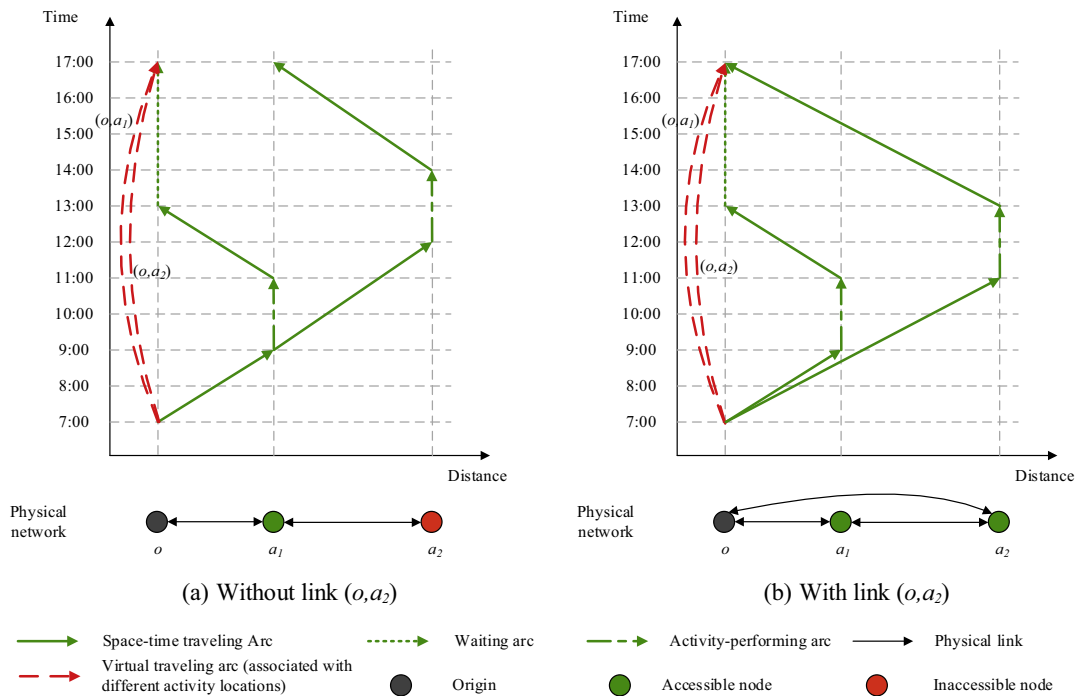 Time
17:00
16:00
(o,a1)
15:00
14:00
13:00
12:00
(o,a2)
11:00
10:00
9:00
8:00
7:00
Distance
Physical network
o
a1
a2
(a) Without link (o,a2)
Time
17:00
16:00
(o,a1)
15:00
14:00
13:00
12:00
(o,a2)
11:00
10:00
9:00
8:00
7:00
Distance
Physical network
o
a1
a2
(b) With link (o,a2)
Space-time traveling Arc
Waiting arc
Activity-performing arc
Physical link
Virtual traveling arc (associated with
different activity locations)
Origin
Accessible node
Inaccessible node